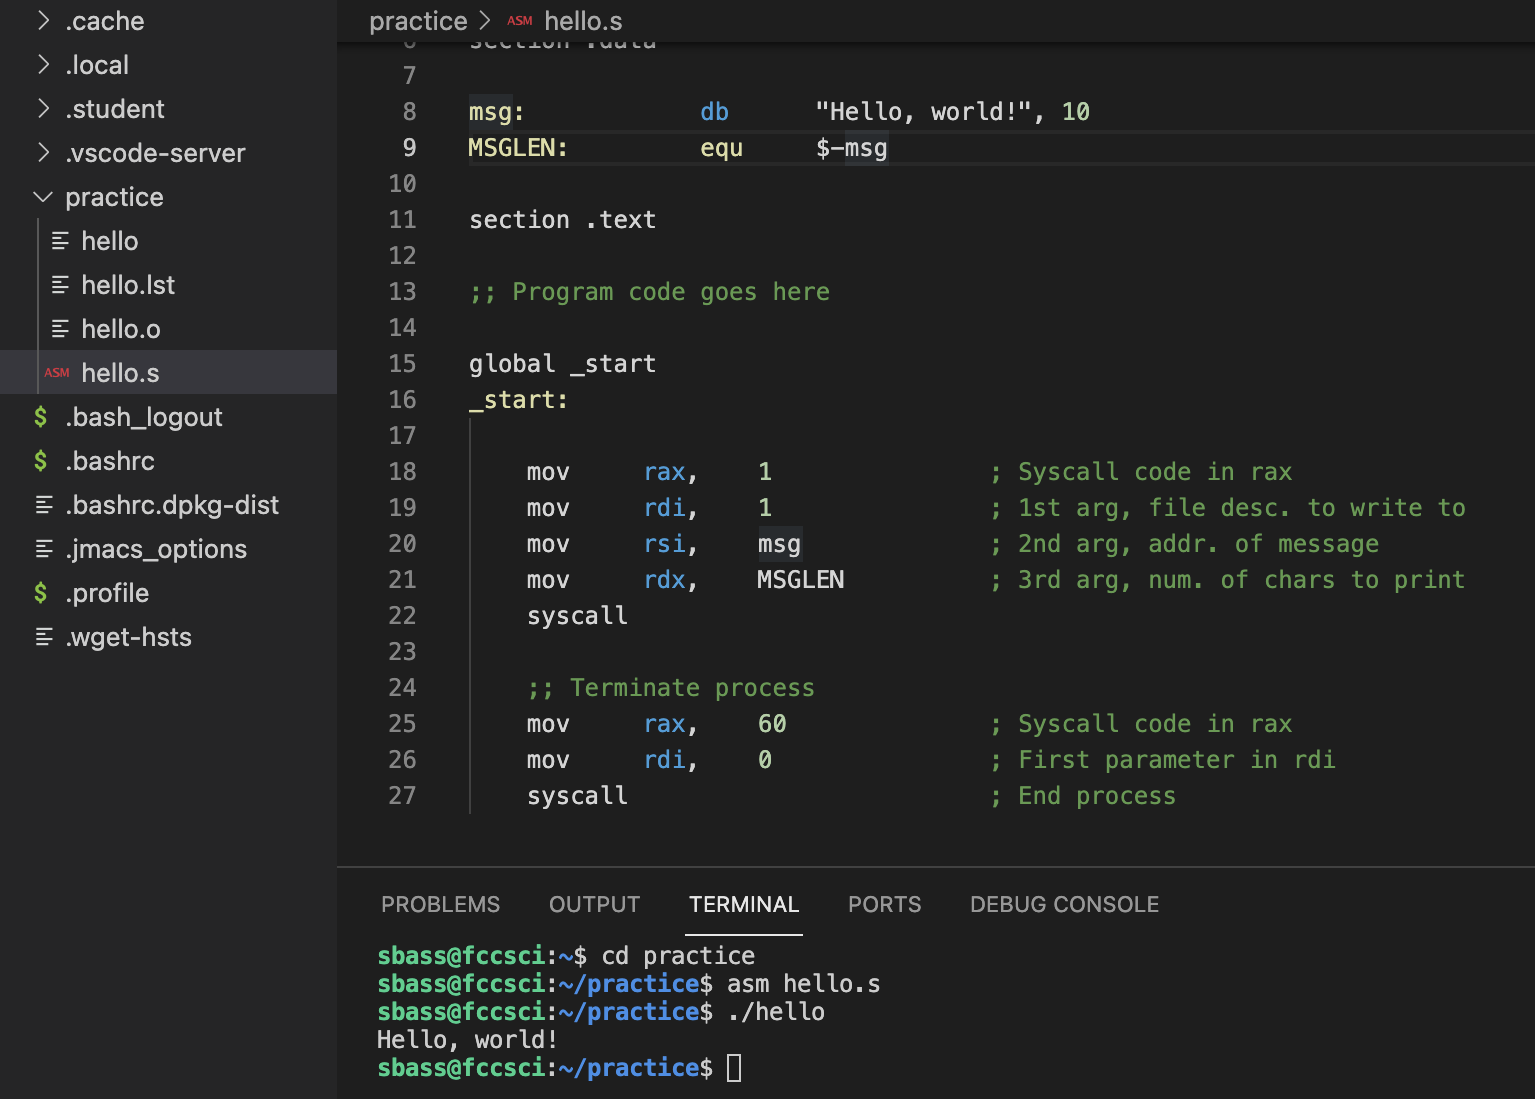 .cache
.local
.student
.vscode-server
practice
hello
hello.lst
hello.o
ASM hello.s
$ .bash_logout
$ .bashrc
.bashrc.dpkg-dist
.jmacs_options
$ .profile
.wget-hsts
practice > ASM hello.s
6 section .data
7
8 msg: db "Hello, world!", 10
9 MSGLEN: equ $-msg
10
11 section .text
12
13 ;; Program code goes here
14
15 global _start
16 _start:
17
18 mov rax, 1 ; Syscall code in rax
19 mov rdi, 1 ; 1st arg, file desc. to write to
20 mov rsi, msg ; 2nd arg, addr. of message
21 mov rdx, MSGLEN ; 3rd arg, num. of chars to print
22 syscall
23
24 ;; Terminate process
25 mov rax, 60 ; Syscall code in rax
26 mov rdi, 0 ; First parameter in rdi
27 syscall ; End process
PROBLEMS OUTPUT TERMINAL PORTS DEBUG CONSOLE
sbass@fccsci:~$ cd practice
sbass@fccsci:~/practice$ asm hello.s
sbass@fccsci:~/practice$ ./hello
Hello, world!
sbass@fccsci:~/practice$